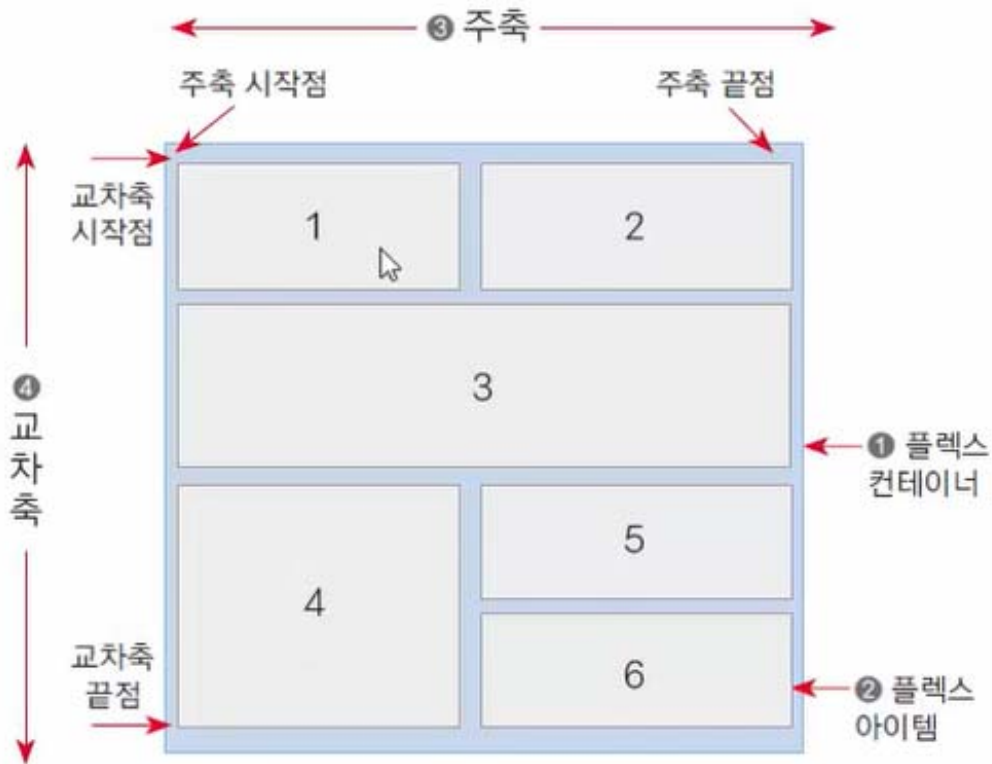 ❸ 주축
주축 시작점
주축 끝점
교차축
시작점
1
2
3
❹
교
차
축
❶ 플렉스
컨테이너
4
5
6
교차축
끝점
❷ 플렉스
아이템